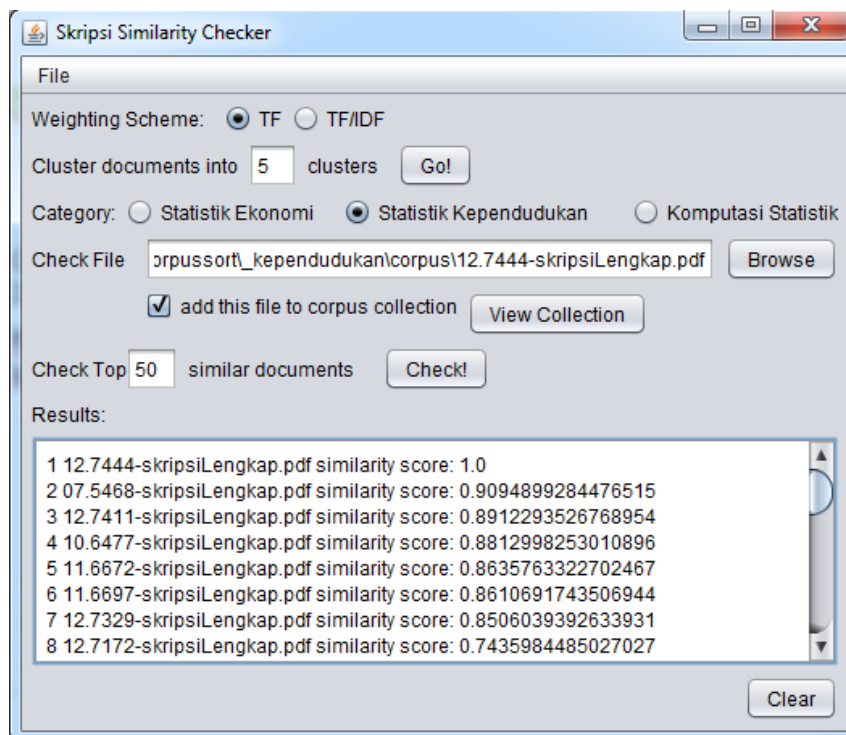 Skripsi Similarity Checker
File
Weighting Scheme: TF TF/IDF
Cluster documents into 5 clusters Go!
Category: Statistik Ekonomi Statistik Kependudukan Komputasi Statistik
Check File orpussort\_kependudukan\corpus\12.7444-skripsiLengkap.pdf Browse
add this file to corpus collection View Collection
Check Top 50 similar documents Check!
Results:
1 12.7444-skripsiLengkap.pdf similarity score: 1.0
2 07.5468-skripsiLengkap.pdf similarity score: 0.9094899284476515
3 12.7411-skripsiLengkap.pdf similarity score: 0.8912293526768954
4 10.6477-skripsiLengkap.pdf similarity score: 0.8812998253010896
5 11.6672-skripsiLengkap.pdf similarity score: 0.8635763322702467
6 11.6697-skripsiLengkap.pdf similarity score: 0.8610691743506944
7 12.7329-skripsiLengkap.pdf similarity score: 0.8506039392633931
8 12.7172-skripsiLengkap.pdf similarity score: 0.7435984485027027
Clear